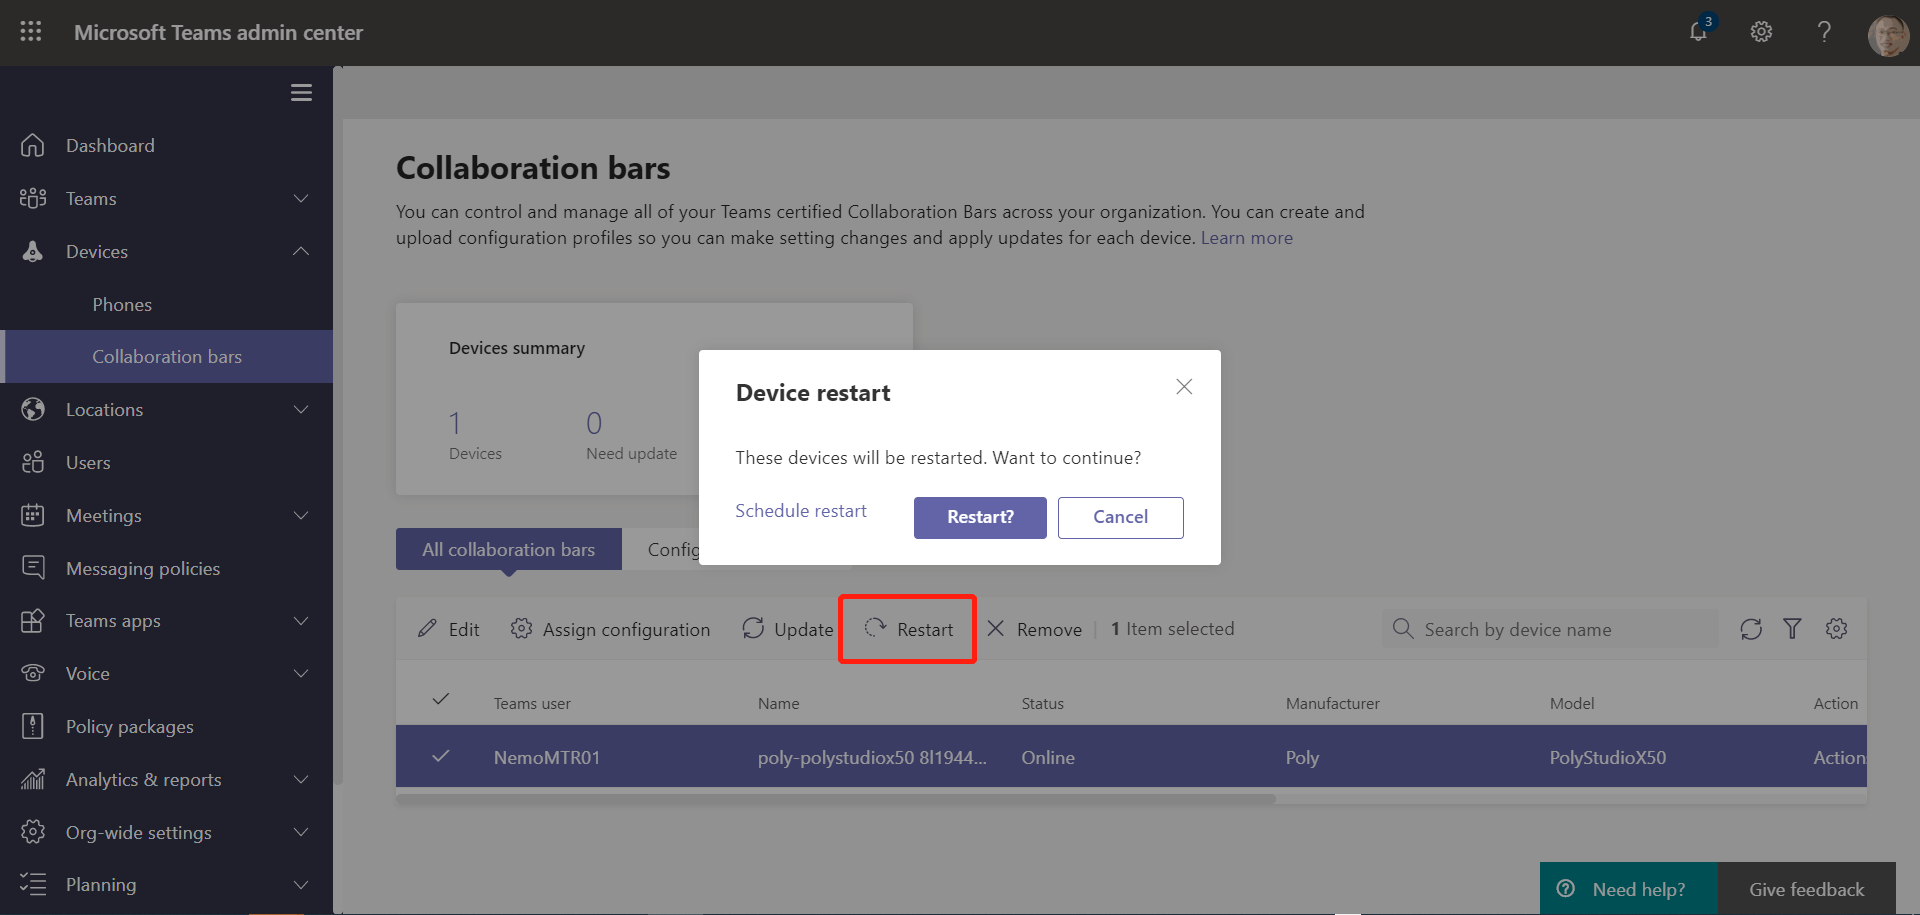 Microsoft Teams admin center
3
Dashboard
Teams
Devices
Phones
Collaboration bars
Locations
Users
Meetings
Messaging policies
Teams apps
Voice
Policy packages
Analytics & reports
Org-wide settings
Planning
Collaboration bars
You can control and manage all of your Teams certified Collaboration Bars across your organization. You can create and
upload configuration profiles so you can make setting changes and apply updates for each device. Learn more
Devices summary
1 0
Devices Need update
Device restart
These devices will be restarted. Want to continue?
Schedule restart Restart? Cancel
All collaboration bars Config
Edit Assign configuration Update Restart Remove 1 Item selected Search by device name
Teams user Name Status Manufacturer Model Action
NemoMTR01 poly-polystudiox50 8l1944... Online Poly PolyStudioX50 Action
Need help? Give feedback